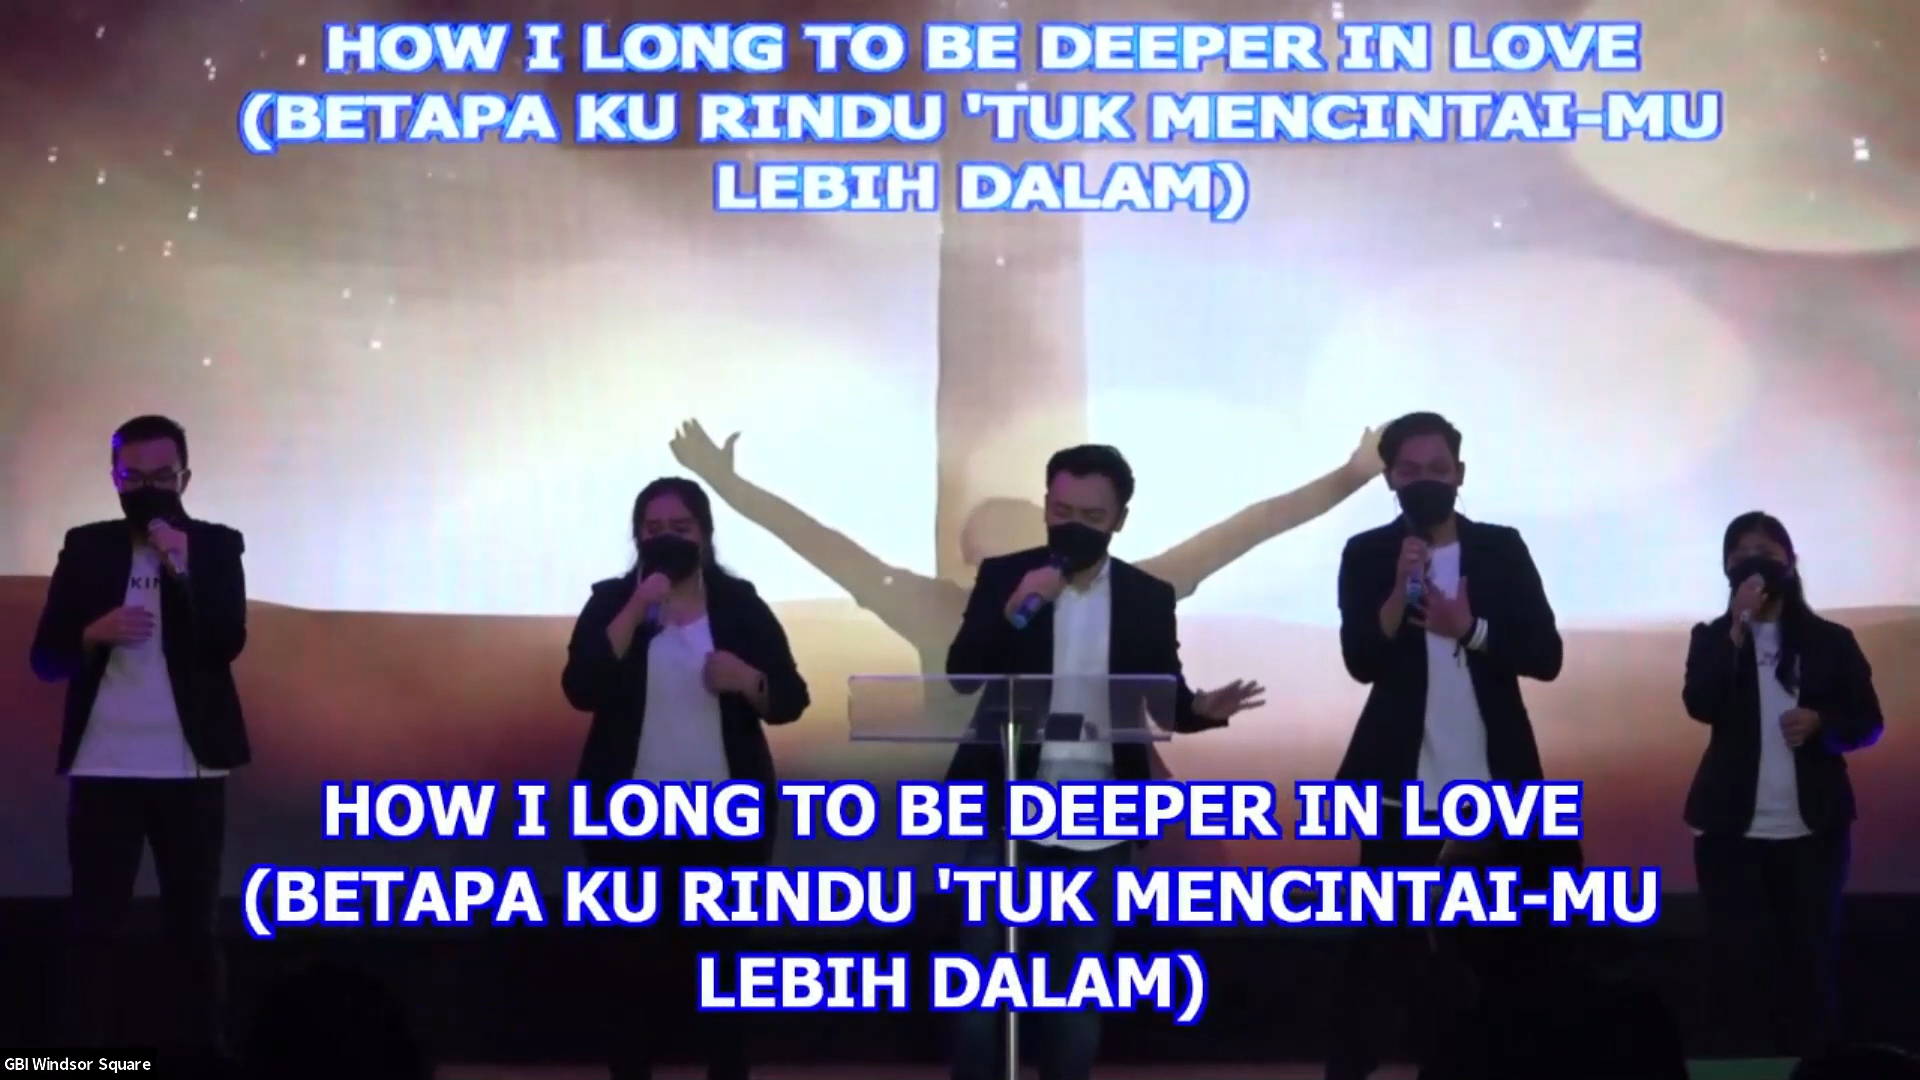 HOW I LONG TO BE DEEPER IN LOVE
(BETAPA KU RINDU 'TUK MENCINTAI-MU
LEBIH DALAM)
KIN
HOW I LONG TO BE DEEPER IN LOVE
(BETAPA KU RINDU 'TUK MENCINTAI-MU
LEBIH DALAM)
GBI Windsor Square